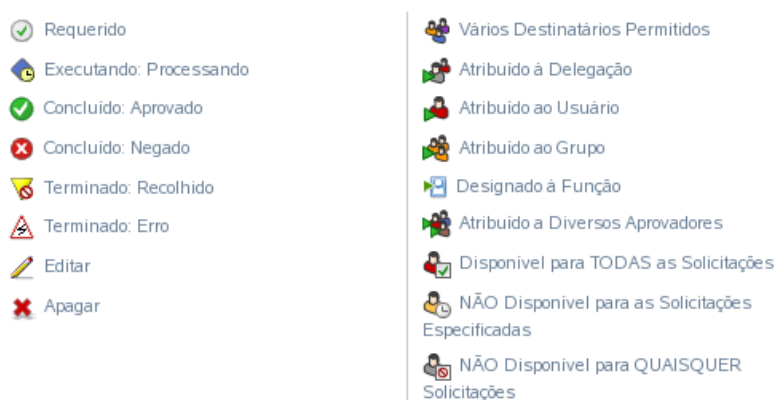 Requerido
Executando: Processando
Concluído: Aprovado
Concluído: Negado
Terminado: Recolhido
Terminado: Erro
Editar
Apagar
Vários Destinatários Permitidos
Atribuído à Delegação
Atribuído ao Usuário
Atribuído ao Grupo
Designado à Função
Atribuído a Diversos Aprovadores
Disponível para TODAS as Solicitações
NÃO Disponível para as Solicitações
Especificadas
NÃO Disponível para QUAISQUER
Solicitações